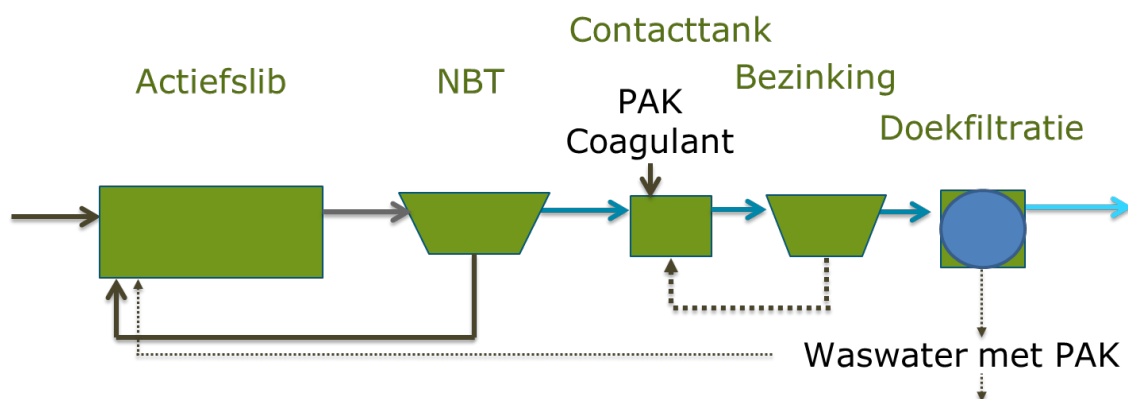 Contacttank
Actiefslib
NBT
Bezinking
PAK
Coagulant
Doekfiltratie
Waswater met PAK